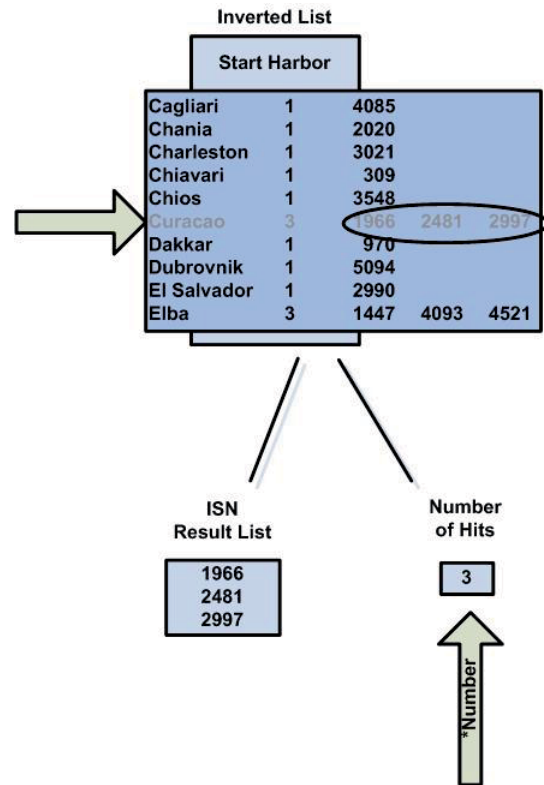 Inverted List
Start Harbor
Cagliari 1 4085
Chania 1 2020
Charleston 1 3021
Chiavari 1 309
Chios 1 3548
Curacao 3 1966 2481 2997
Dakkar 1 970
Dubrovnik 1 5094
El Salvador 1 2990
Elba 3 1447 4093 4521
ISN
Result List
1966
2481
2997
Number
of Hits
3
*Number